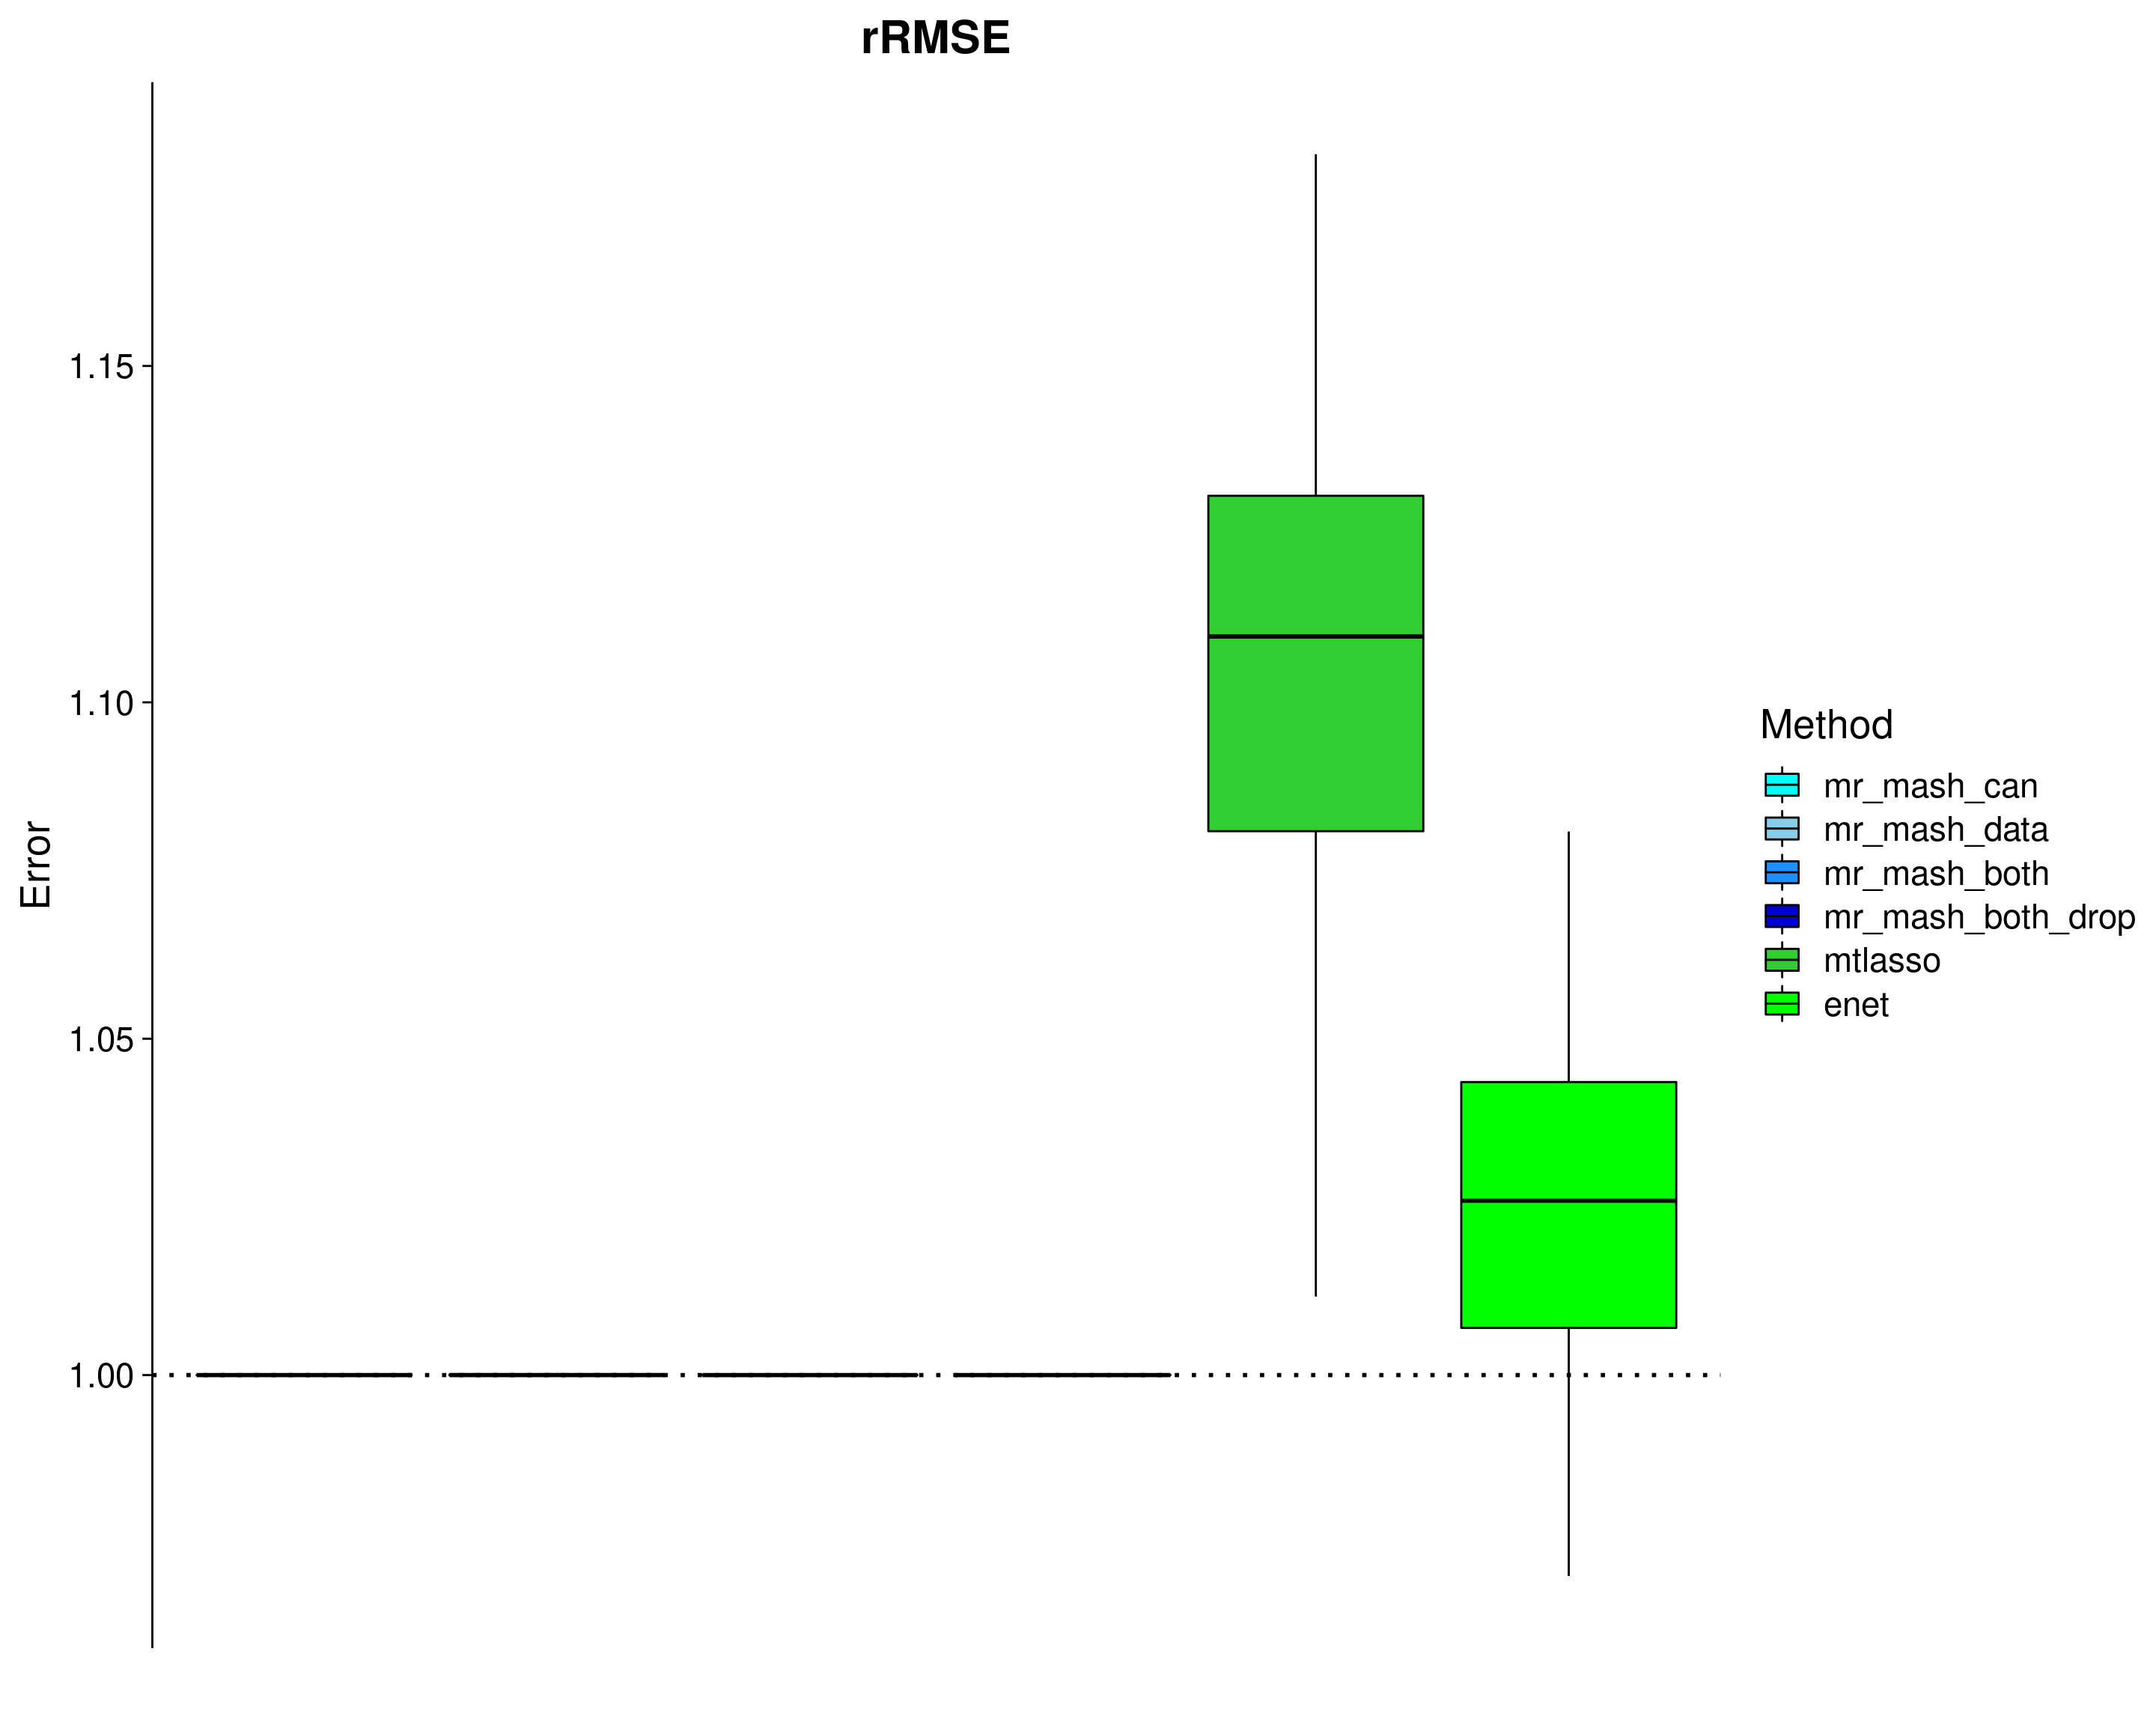 rRMSE
Error
1.15
1.10
1.05
1.00
Method
mr_mash_can
mr_mash_data
mr_mash_both
mr_mash_both_drop
mtlasso
enet